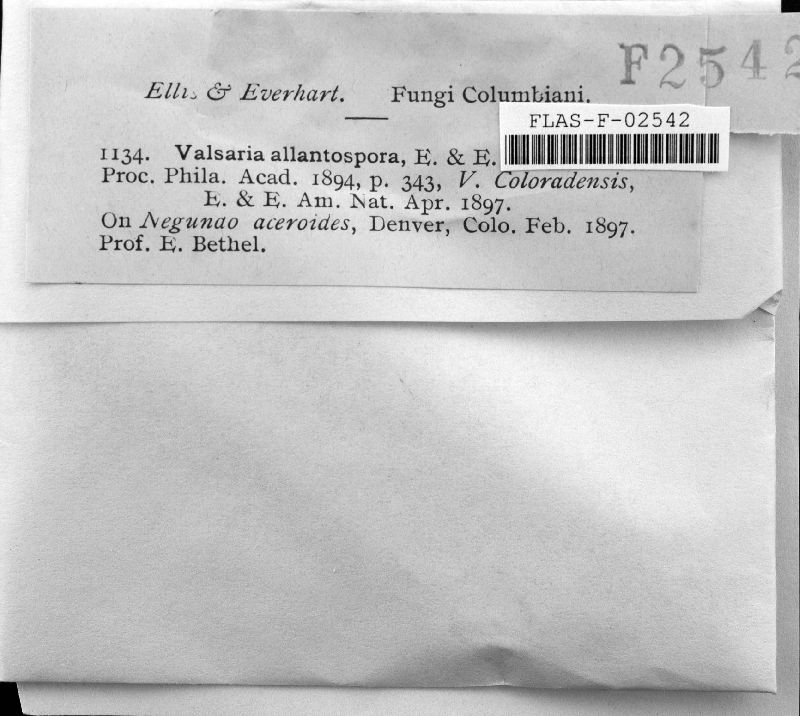 F2542
Ellis & Everhart. Fungi Columbiani.
FLAS-F-02542
1134. Valsaria allantospora, E. & E.
Proc. Phila. Acad. 1894, p. 343, V. Coloradensis,
E. & E. Am. Nat. Apr. 1897.
On Negundo aceroides, Denver, Colo. Feb. 1897.
Prof. E. Bethel.